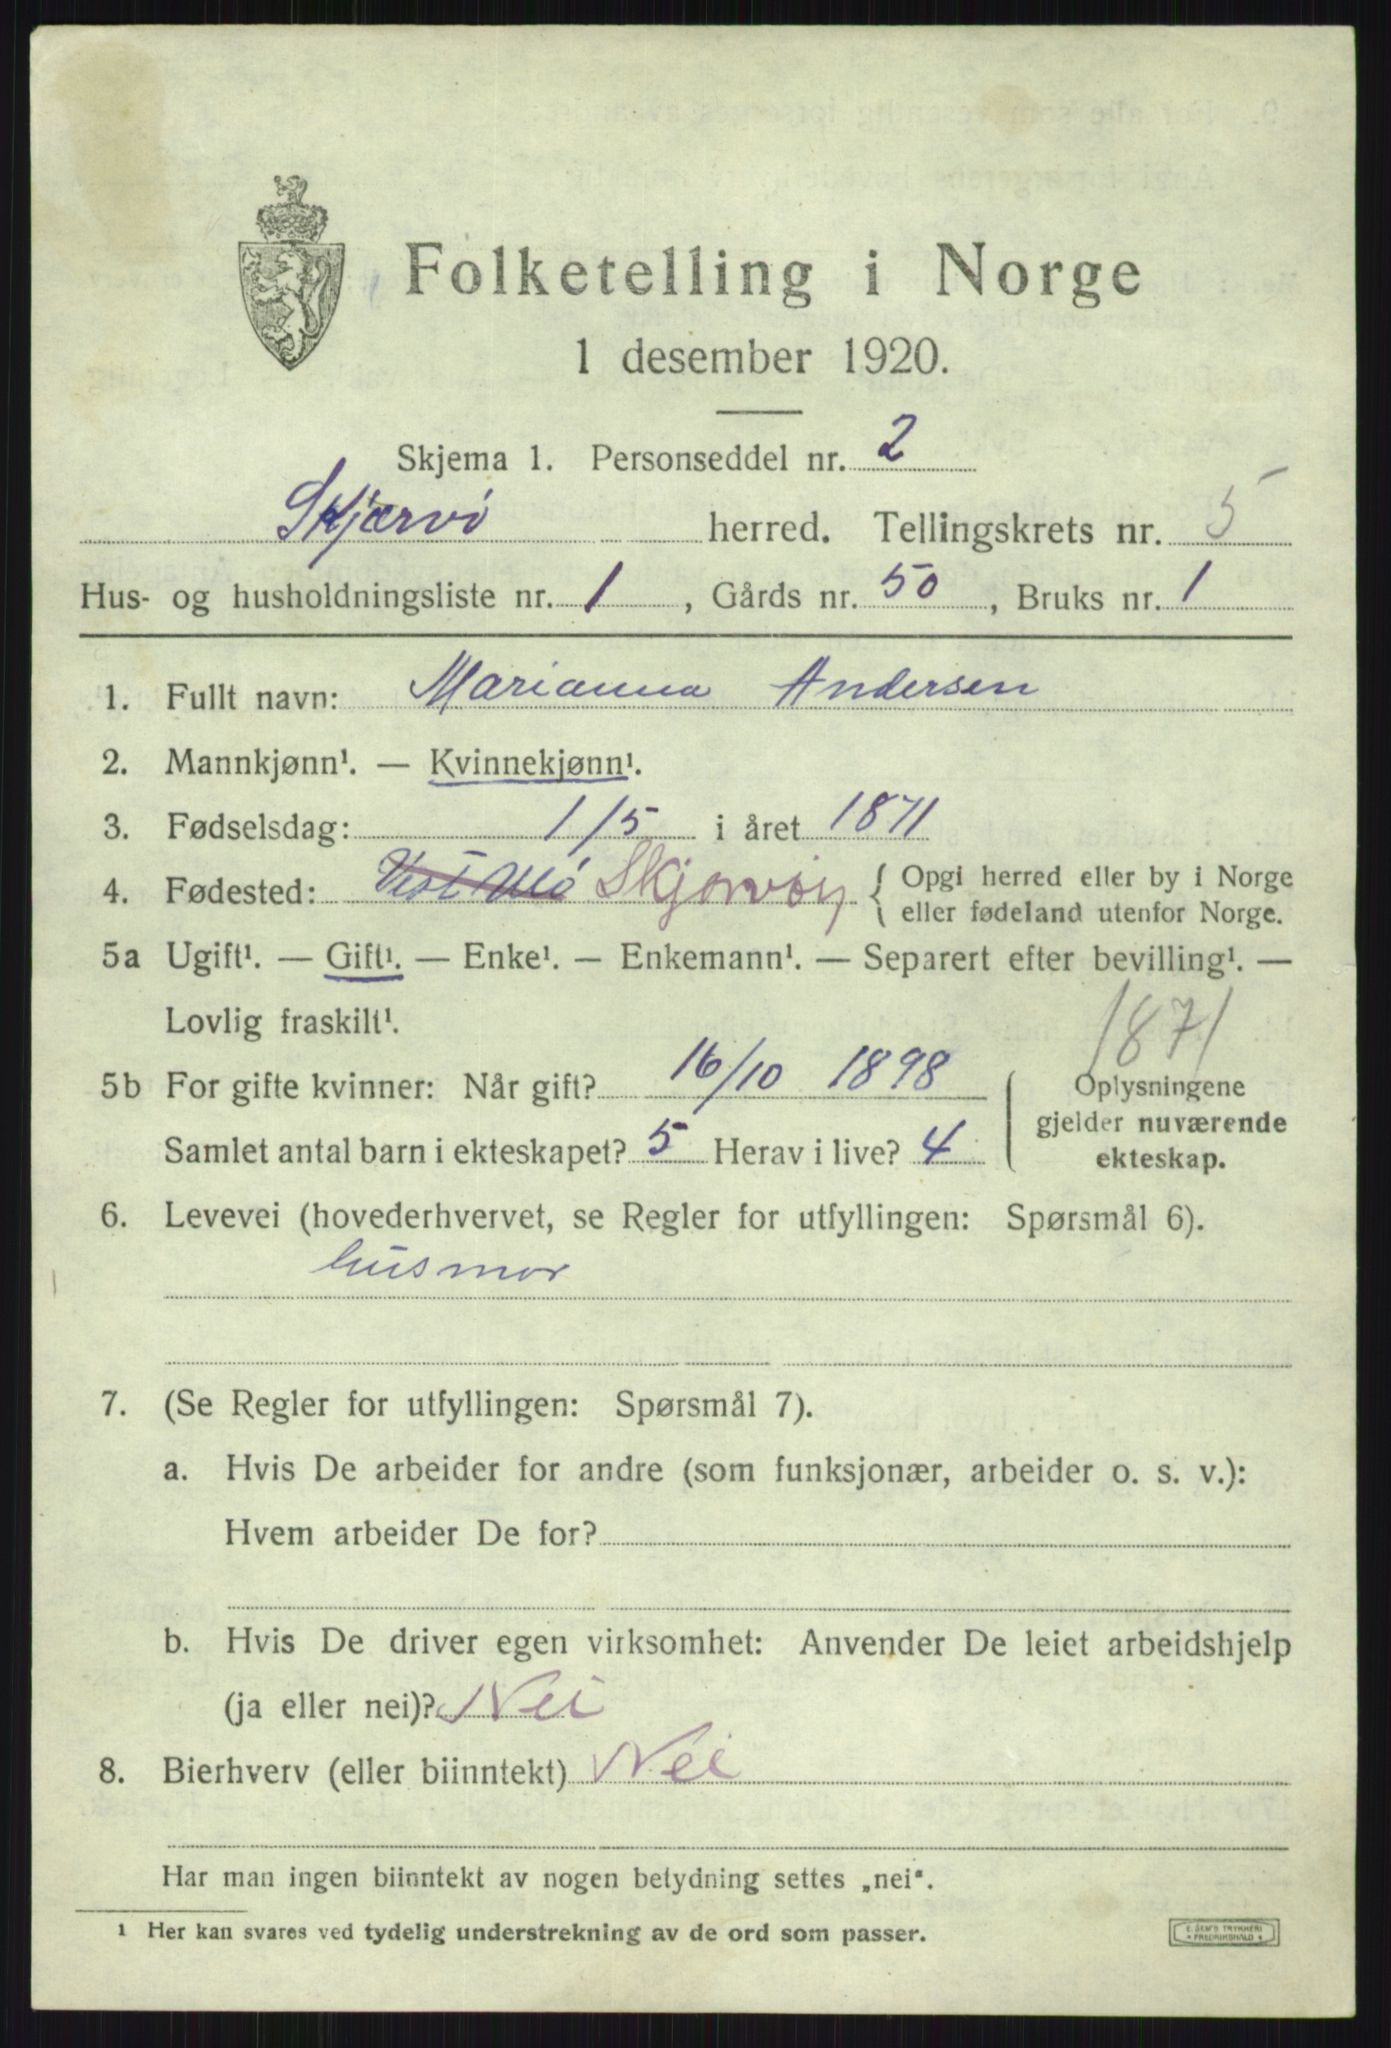 Folketelling i Norge
1 desember 1920.
Skjema 1. Personseddel nr. 2
Skjærvö herred. Tellingskrets nr. 5
Hus- og husholdningsliste nr. 1, Gårds nr. 50, Bruks nr. 1
1. Fullt navn: Marianna Andersen
2. Mannkjønn¹. — Kvinnekjønn¹.
3. Fødselsdag: 1/5 i året 1871
4. Fødested: Skjervöy { Opgi herred eller by i Norge
eller fødeland utenfor Norge.
5a Ugift¹. — Gift¹. — Enke¹. — Enkemann¹. — Separert efter bevilling¹. —
Lovlig fraskilt¹.
1871
5b For gifte kvinner: Når gift? 16/10 1898
Samlet antal barn i ekteskapet? 5 Herav i live? 4
Oplysningene
gjelder nuværende
ekteskap.
6. Levevei (hovederhvervet, se Regler for utfyllingen: Spørsmål 6).
husmor
7. (Se Regler for utfyllingen: Spørsmål 7).
a. Hvis De arbeider for andre (som funksjonær, arbeider o. s. v.):
Hvem arbeider De for?
b. Hvis De driver egen virksomhet: Anvender De leiet arbeidshjelp
(ja eller nei)? Nei
8. Bierhverv (eller biinntekt) Nei
Har man ingen biinntekt av nogen betydning settes „nei".
¹ Her kan svares ved tydelig understrekning av de ord som passer.
E. SEM'S TRYKKERI
FREDRIKSHALD